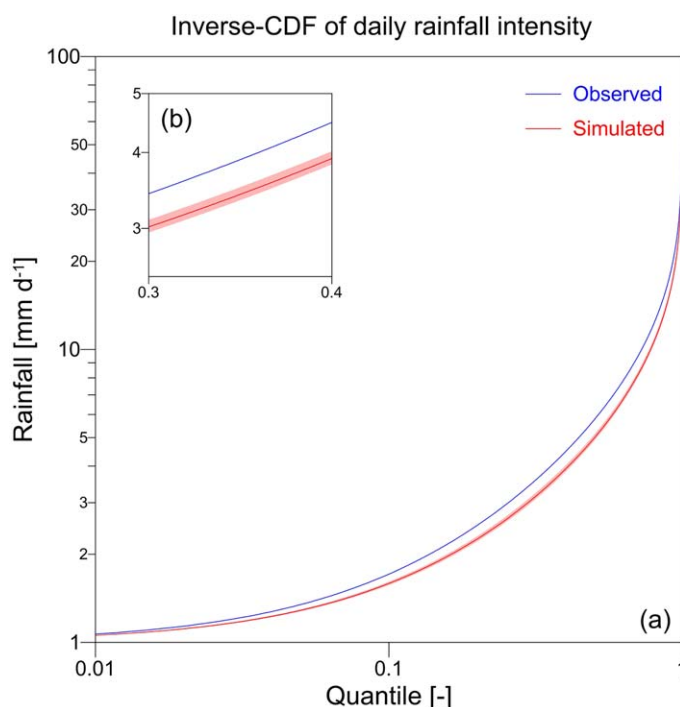 Inverse-CDF of daily rainfall intensity
100
50
30
20
10
5
3
2
1
Rainfall [mm d⁻¹]
(b)
5
4
3
0.3
0.4
Observed
Simulated
(a)
0.01
0.1
1
Quantile [-]